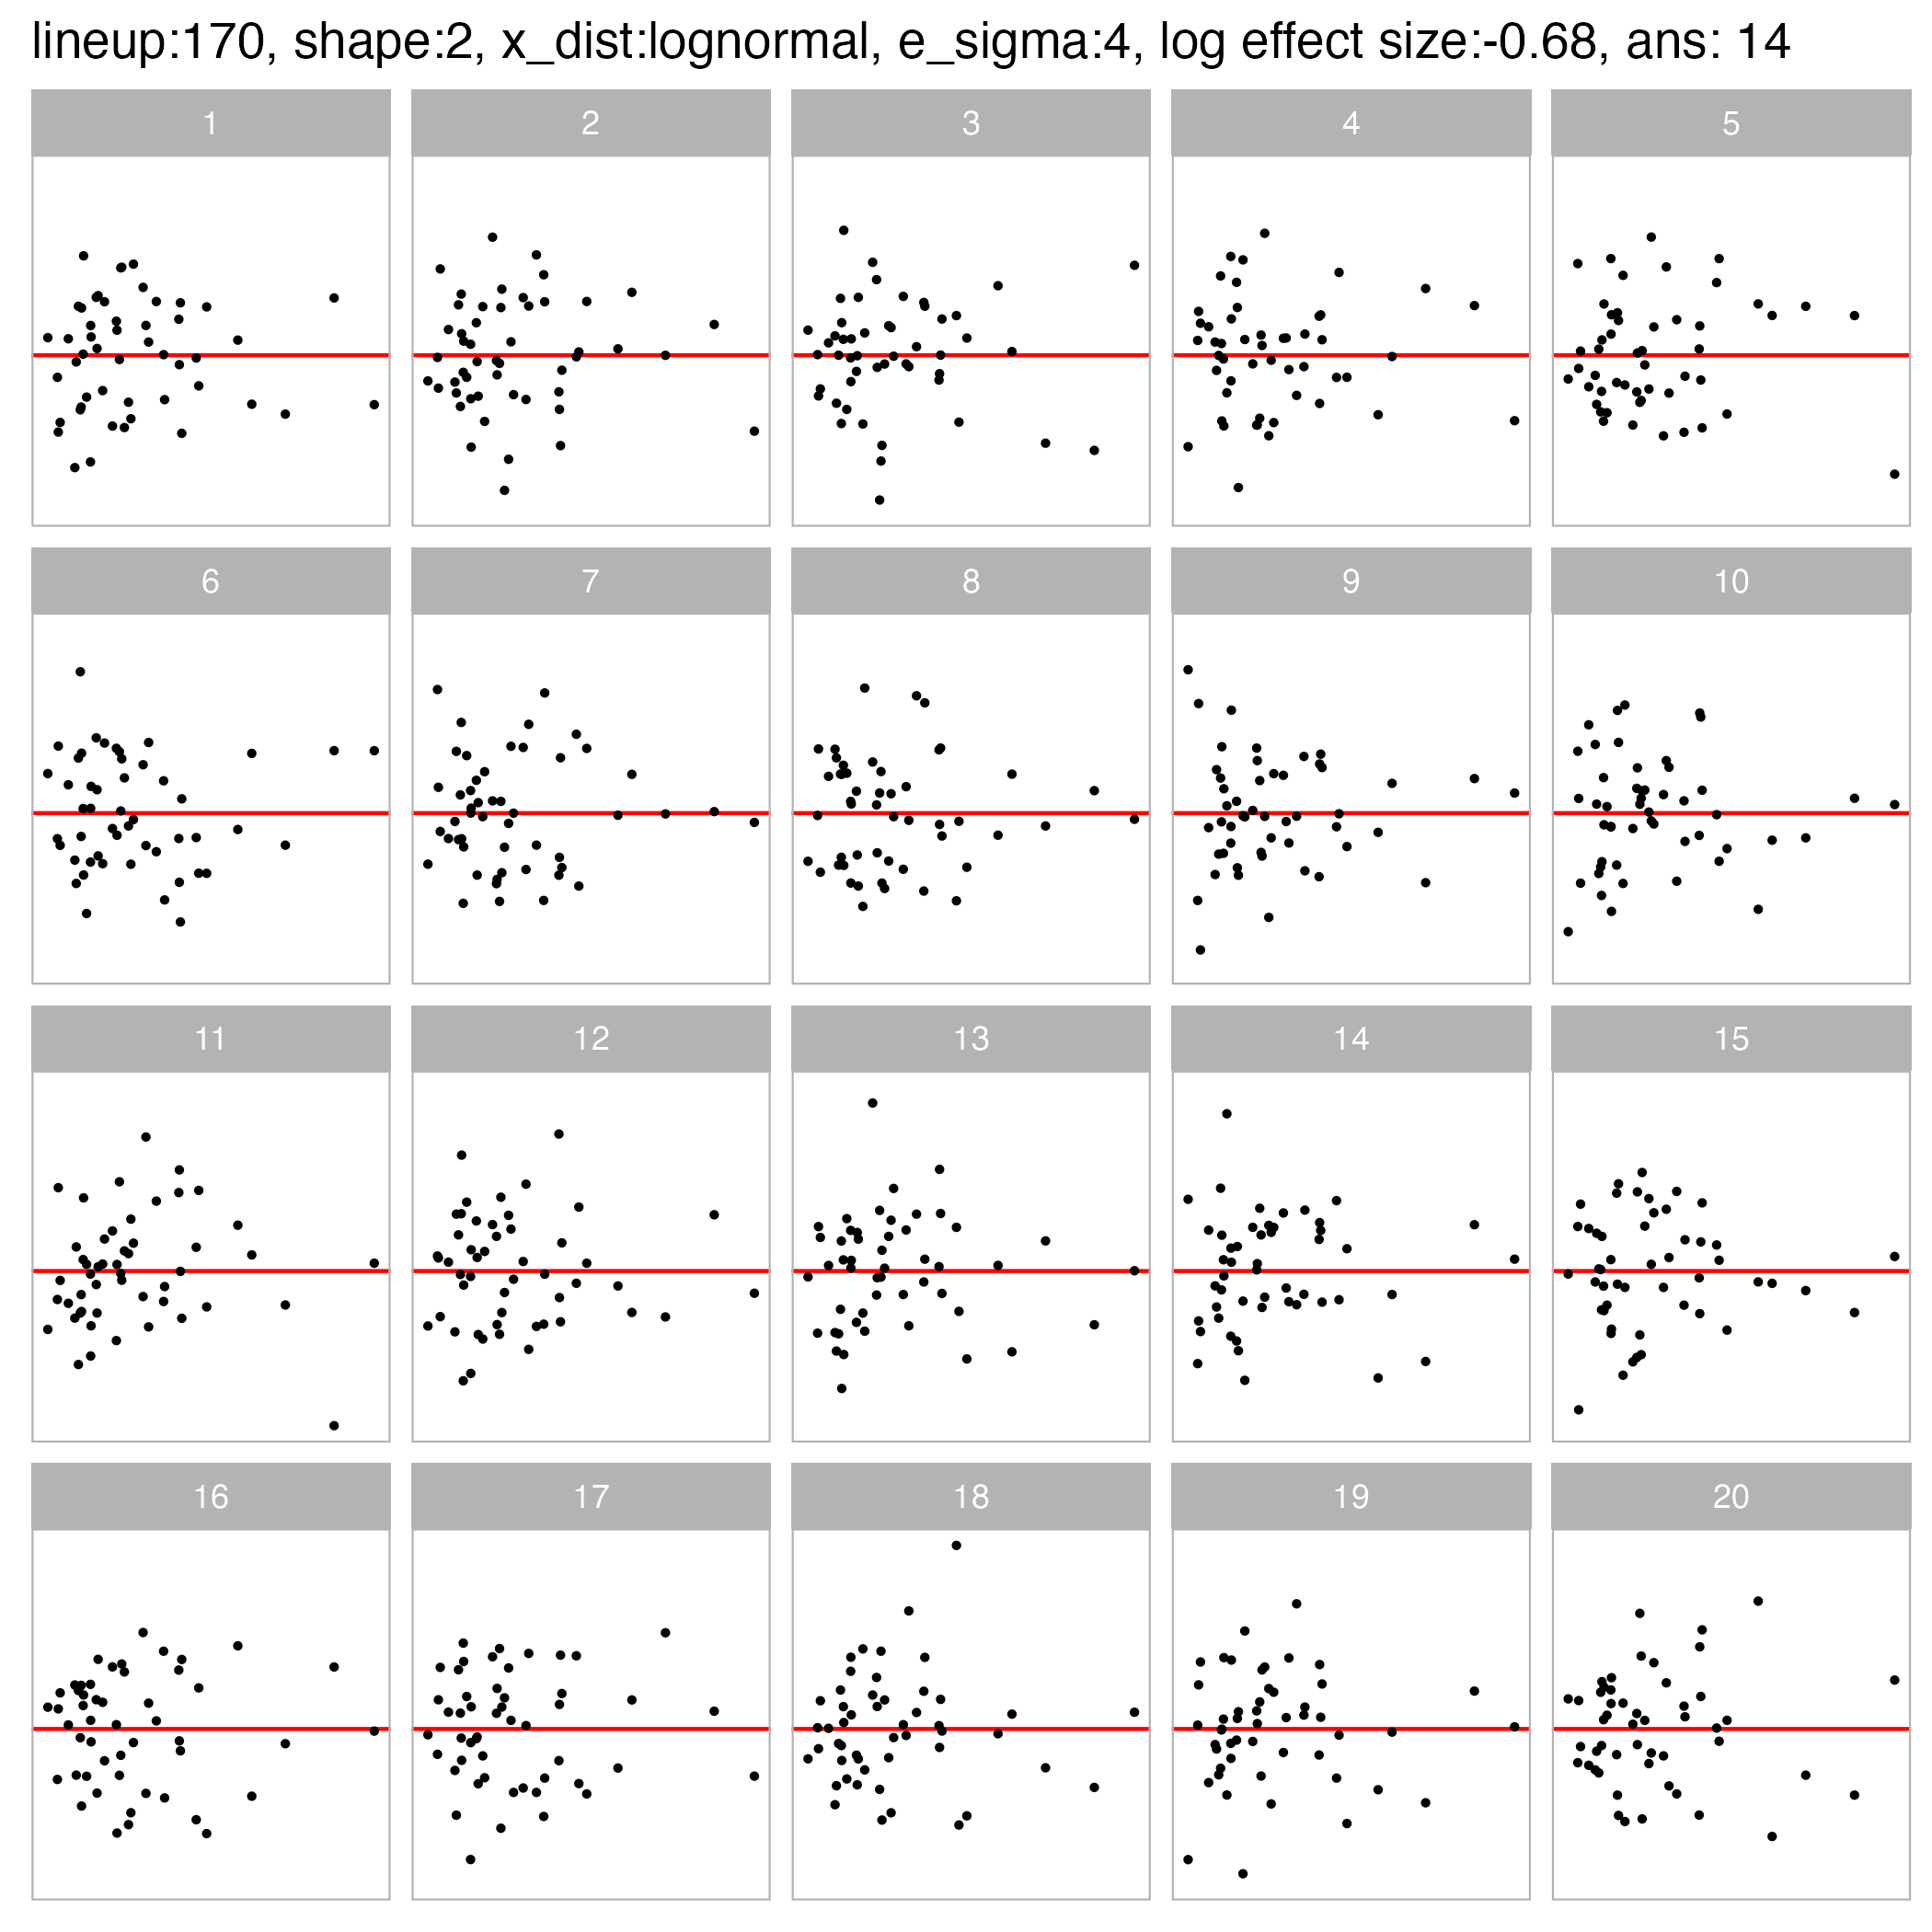 lineup:170, shape:2, x_dist:lognormal, e_sigma:4, log effect size:-0.68, ans: 14
1 2 3 4 5
6 7 8 9 10
11 12 13 14 15
16 17 18 19 20